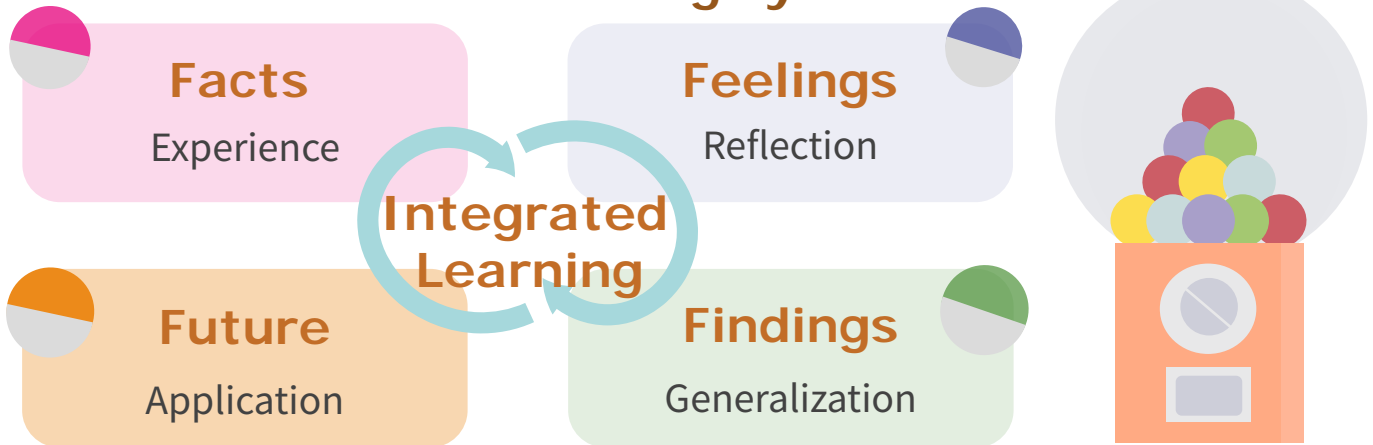 Facts
Experience
Feelings
Reflection
Integrated
Learning
Future
Application
Findings
Generalization